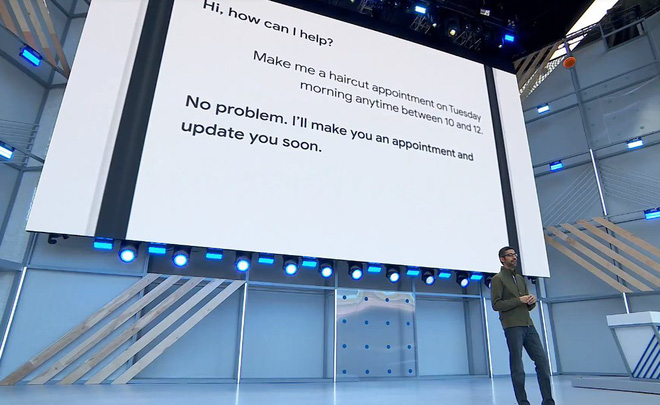 Hi, how can I help?
Make me a haircut appointment on Tuesday
morning anytime between 10 and 12.
No problem. I'll make you an appointment and
update you soon.